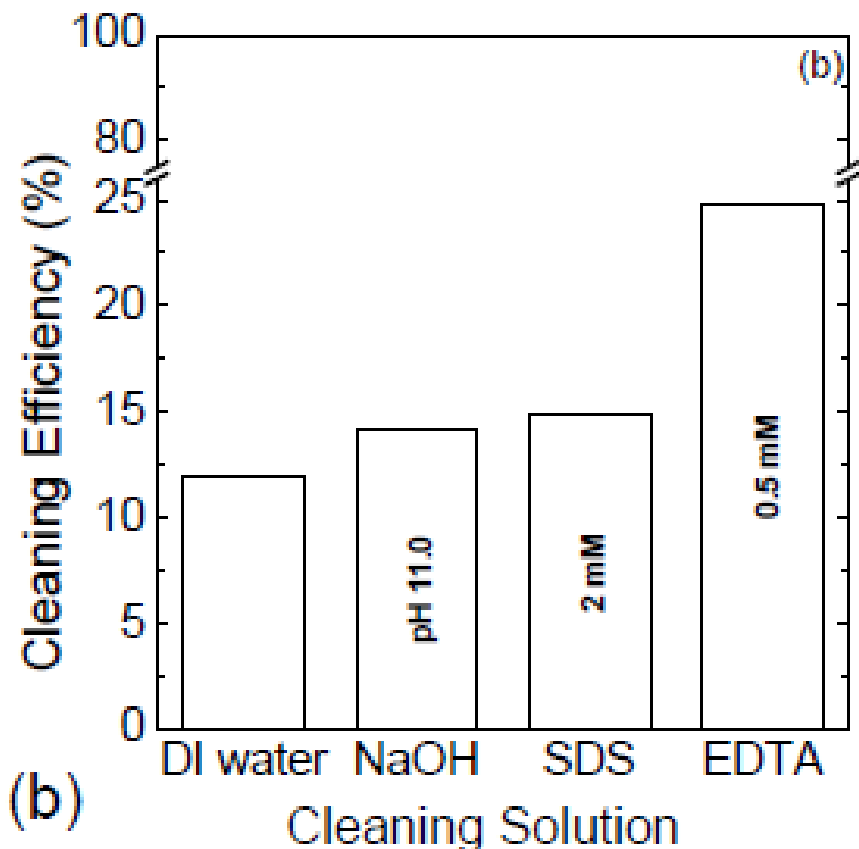 100
(b)
80
25
20
15
10
5
0
Cleaning Efficiency (%)
pH 11.0
2 mM
0.5 mM
DI water NaOH SDS EDTA
(b)
Cleaning Solution